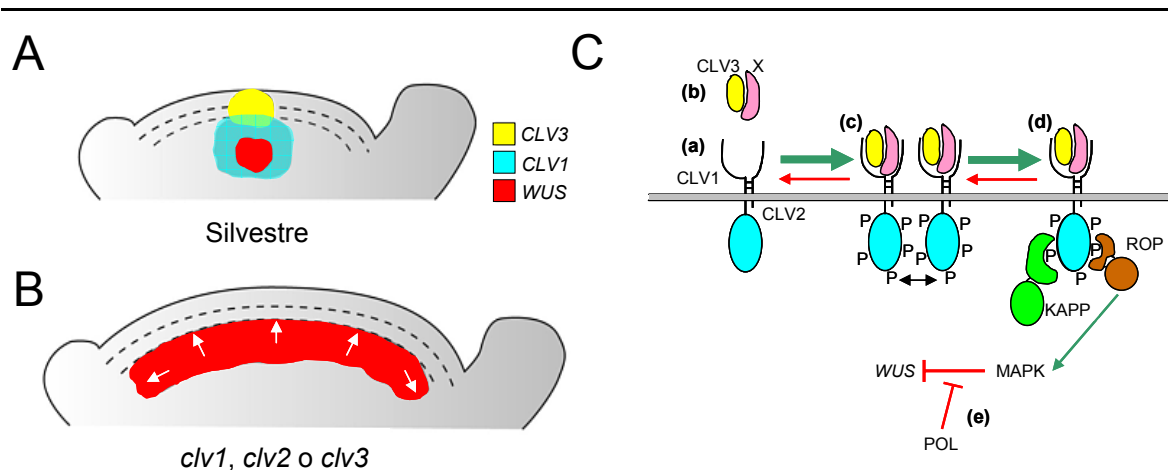 A
CLV3
CLV1
WUS
Silvestre
B
clv1, clv2 o clv3
C
CLV3 X
(b)
(a)
(c)
(d)
CLV1
CLV2
P P P P P P
P P P P P P
P P P P
P P
ROP
KAPP
WUS
MAPK
(e)
POL